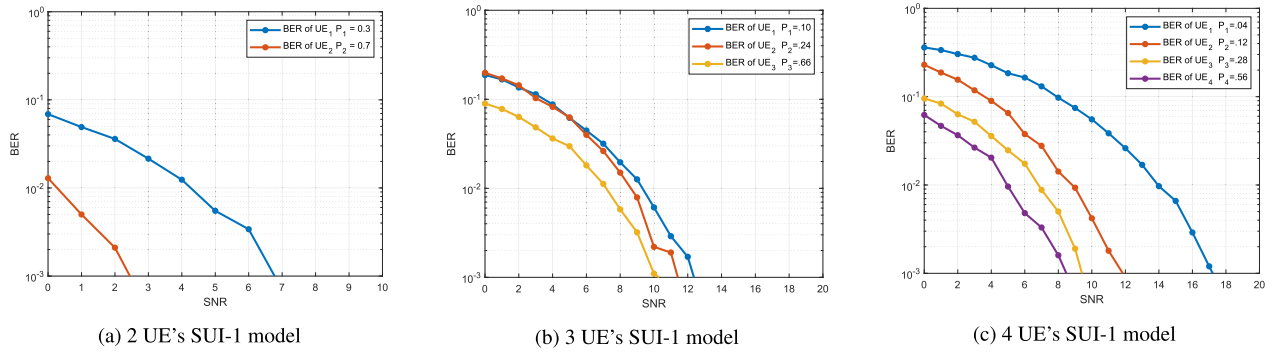 BER of UE1 P1 = 0.3
BER of UE2 P2 = 0.7
10^0
10^-1
10^-2
10^-3
BER
0 1 2 3 4 5 6 7 8 9 10
SNR
(a) 2 UE's SUI-1 model
BER of UE1 P1=.10
BER of UE2 P2=.24
BER of UE3 P3=.66
10^0
10^-1
10^-2
10^-3
BER
0 2 4 6 8 10 12 14 16 18 20
SNR
(b) 3 UE's SUI-1 model
BER of UE1 P1=.04
BER of UE2 P2=.12
BER of UE3 P3=.28
BER of UE4 P4=.56
10^0
10^-1
10^-2
10^-3
BER
0 2 4 6 8 10 12 14 16 18 20
SNR
(c) 4 UE's SUI-1 model